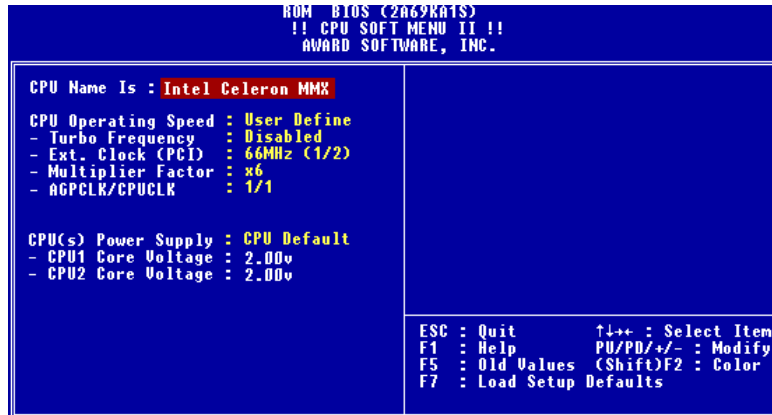 ROM BIOS (2A69KA1S)
!! CPU SOFT MENU II !!
AWARD SOFTWARE, INC.
CPU Name Is : Intel Celeron MMX
CPU Operating Speed : User Define
- Turbo Frequency : Disabled
- Ext. Clock (PCI) : 66MHz (1/2)
- Multiplier Factor : x6
- AGPCLK/CPUCLK : 1/1
CPU(s) Power Supply : CPU Default
- CPU1 Core Voltage : 2.00v
- CPU2 Core Voltage : 2.00v
ESC : Quit ↑↓→← : Select Item
F1 : Help PU/PD/+/- : Modify
F5 : Old Values (Shift)F2 : Color
F7 : Load Setup Defaults